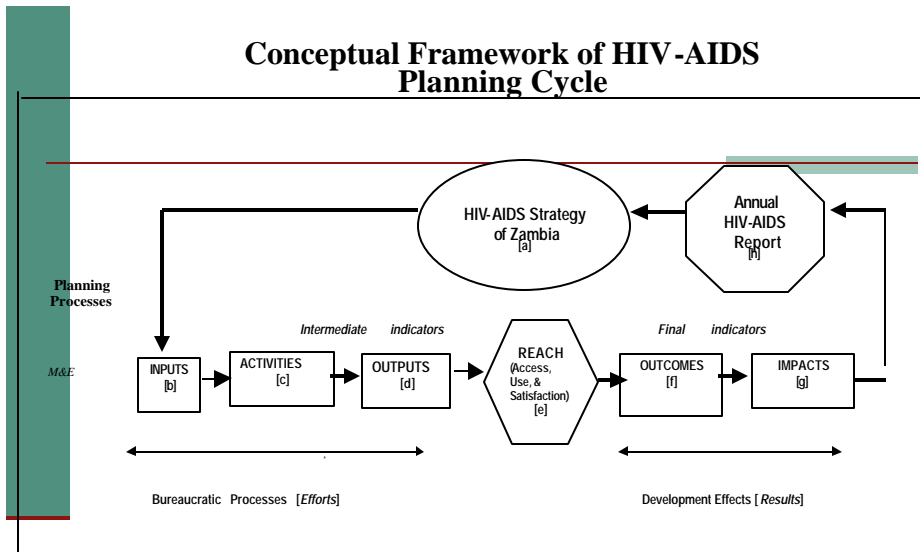 Conceptual Framework of HIV-AIDS
Planning Cycle
HIV-AIDS Strategy
of Zambia
[a]
Annual
HIV-AIDS
Report
[h]
Planning
Processes
Intermediate indicators
Final indicators
M&E
INPUTS
[b]
ACTIVITIES
[c]
OUTPUTS
[d]
REACH
(Access,
Use, &
Satisfaction)
[e]
OUTCOMES
[f]
IMPACTS
[g]
Bureaucratic Processes [Efforts]
Development Effects [ Results]